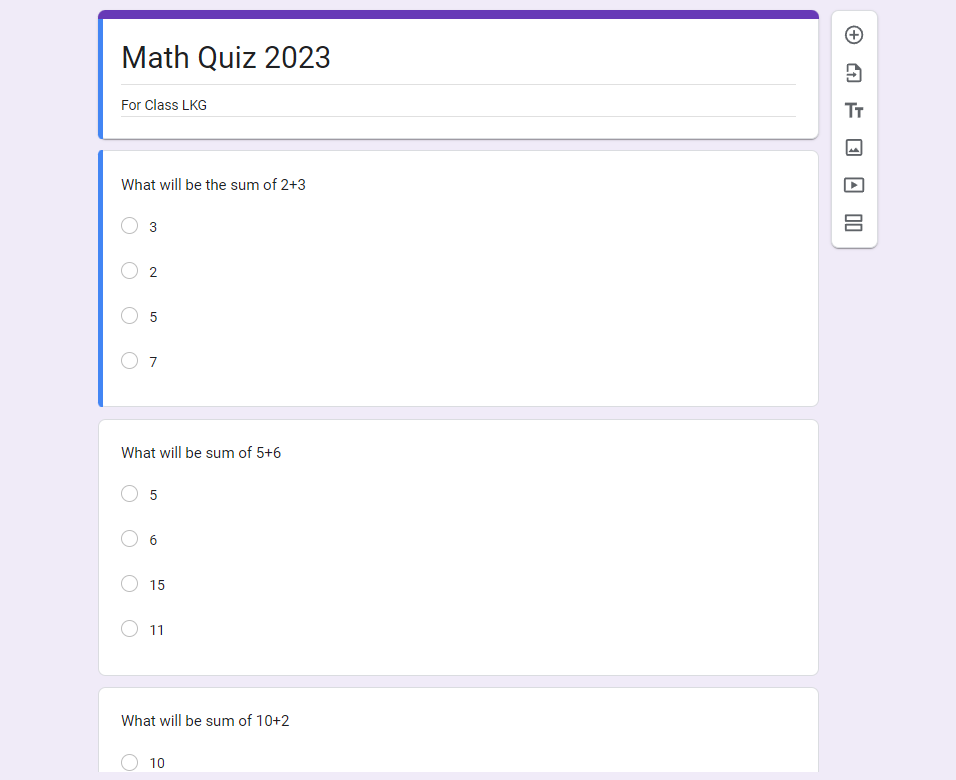 Math Quiz 2023
For Class LKG
What will be the sum of 2+3
3
2
5
7
What will be sum of 5+6
5
6
15
11
What will be sum of 10+2
10